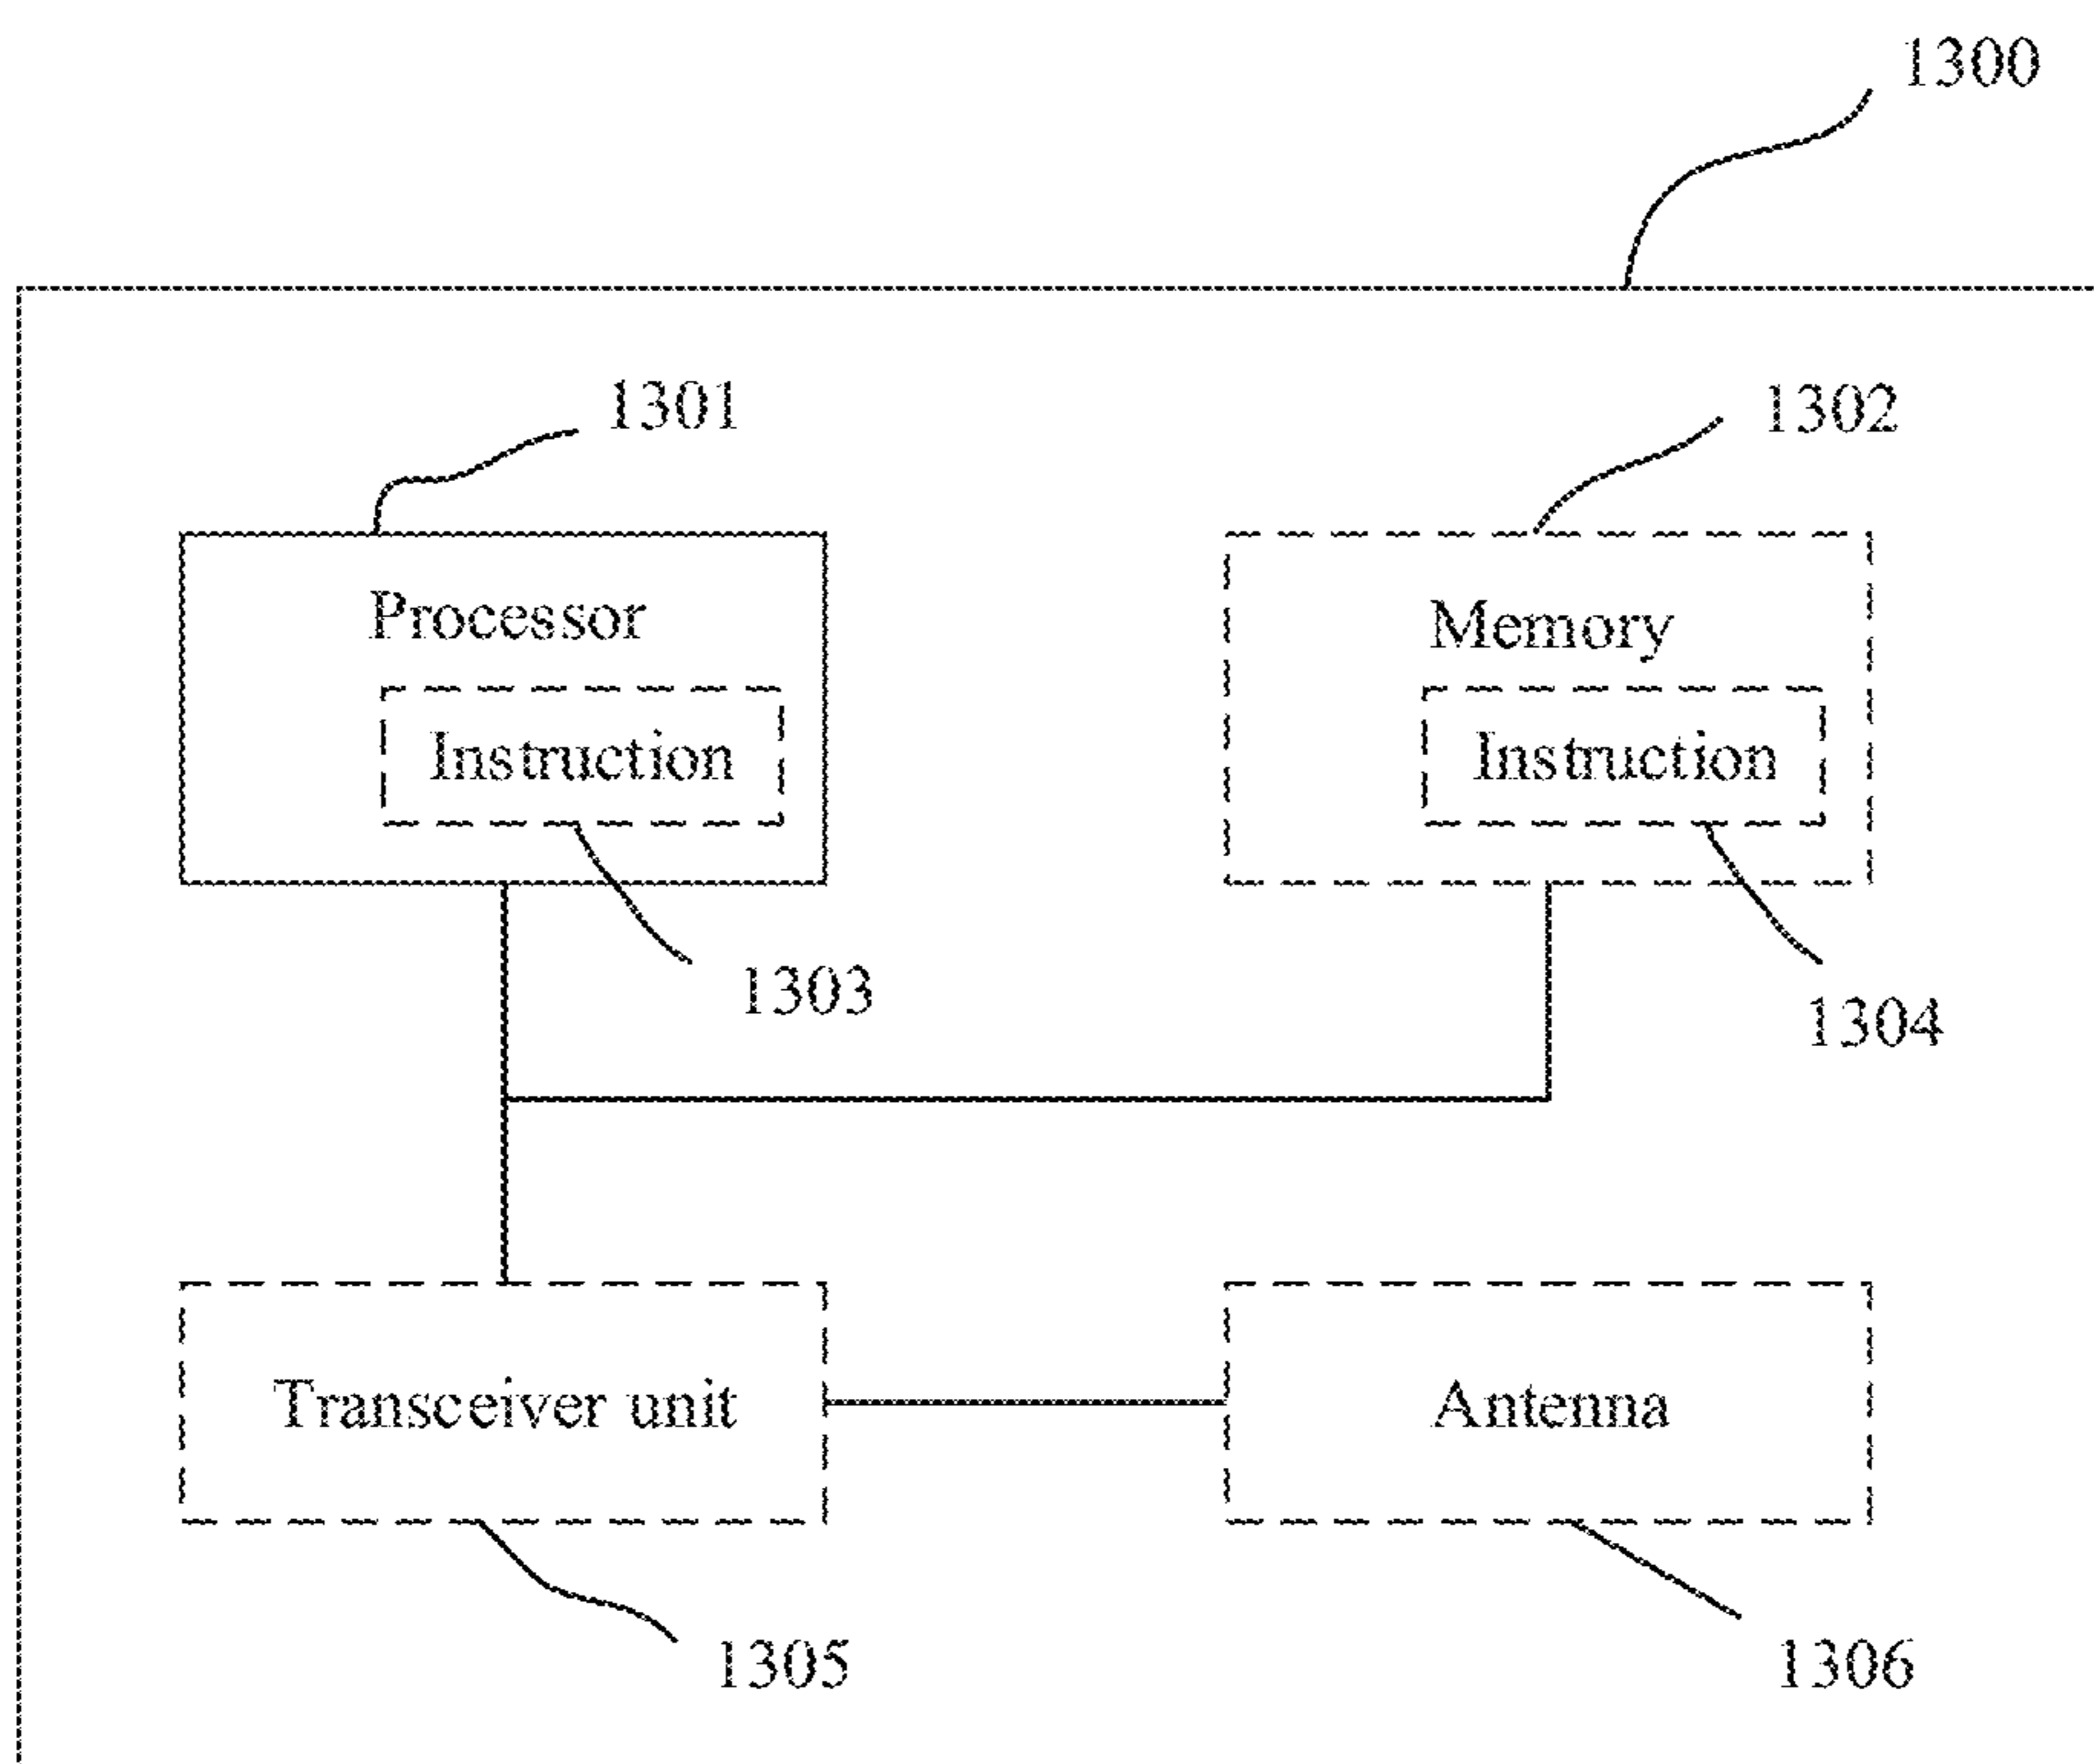 1300
1301
1302
Processor
Memory
Instruction
Instruction
1303
1304
Transceiver unit
Antenna
1305
1306